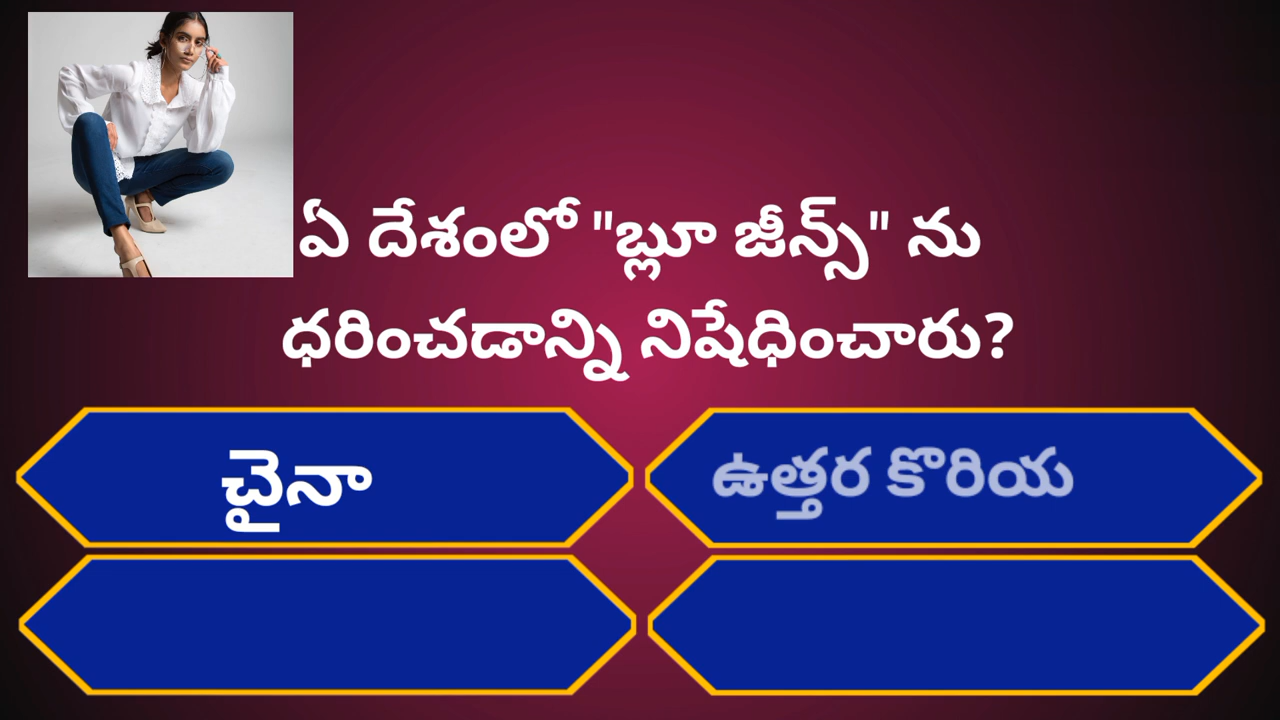 ఏ దేశంలో "బ్లూ జీన్స్" ను
ధరించడాన్ని నిషేధించారు?
చైనా
ఉత్తర కొరియ